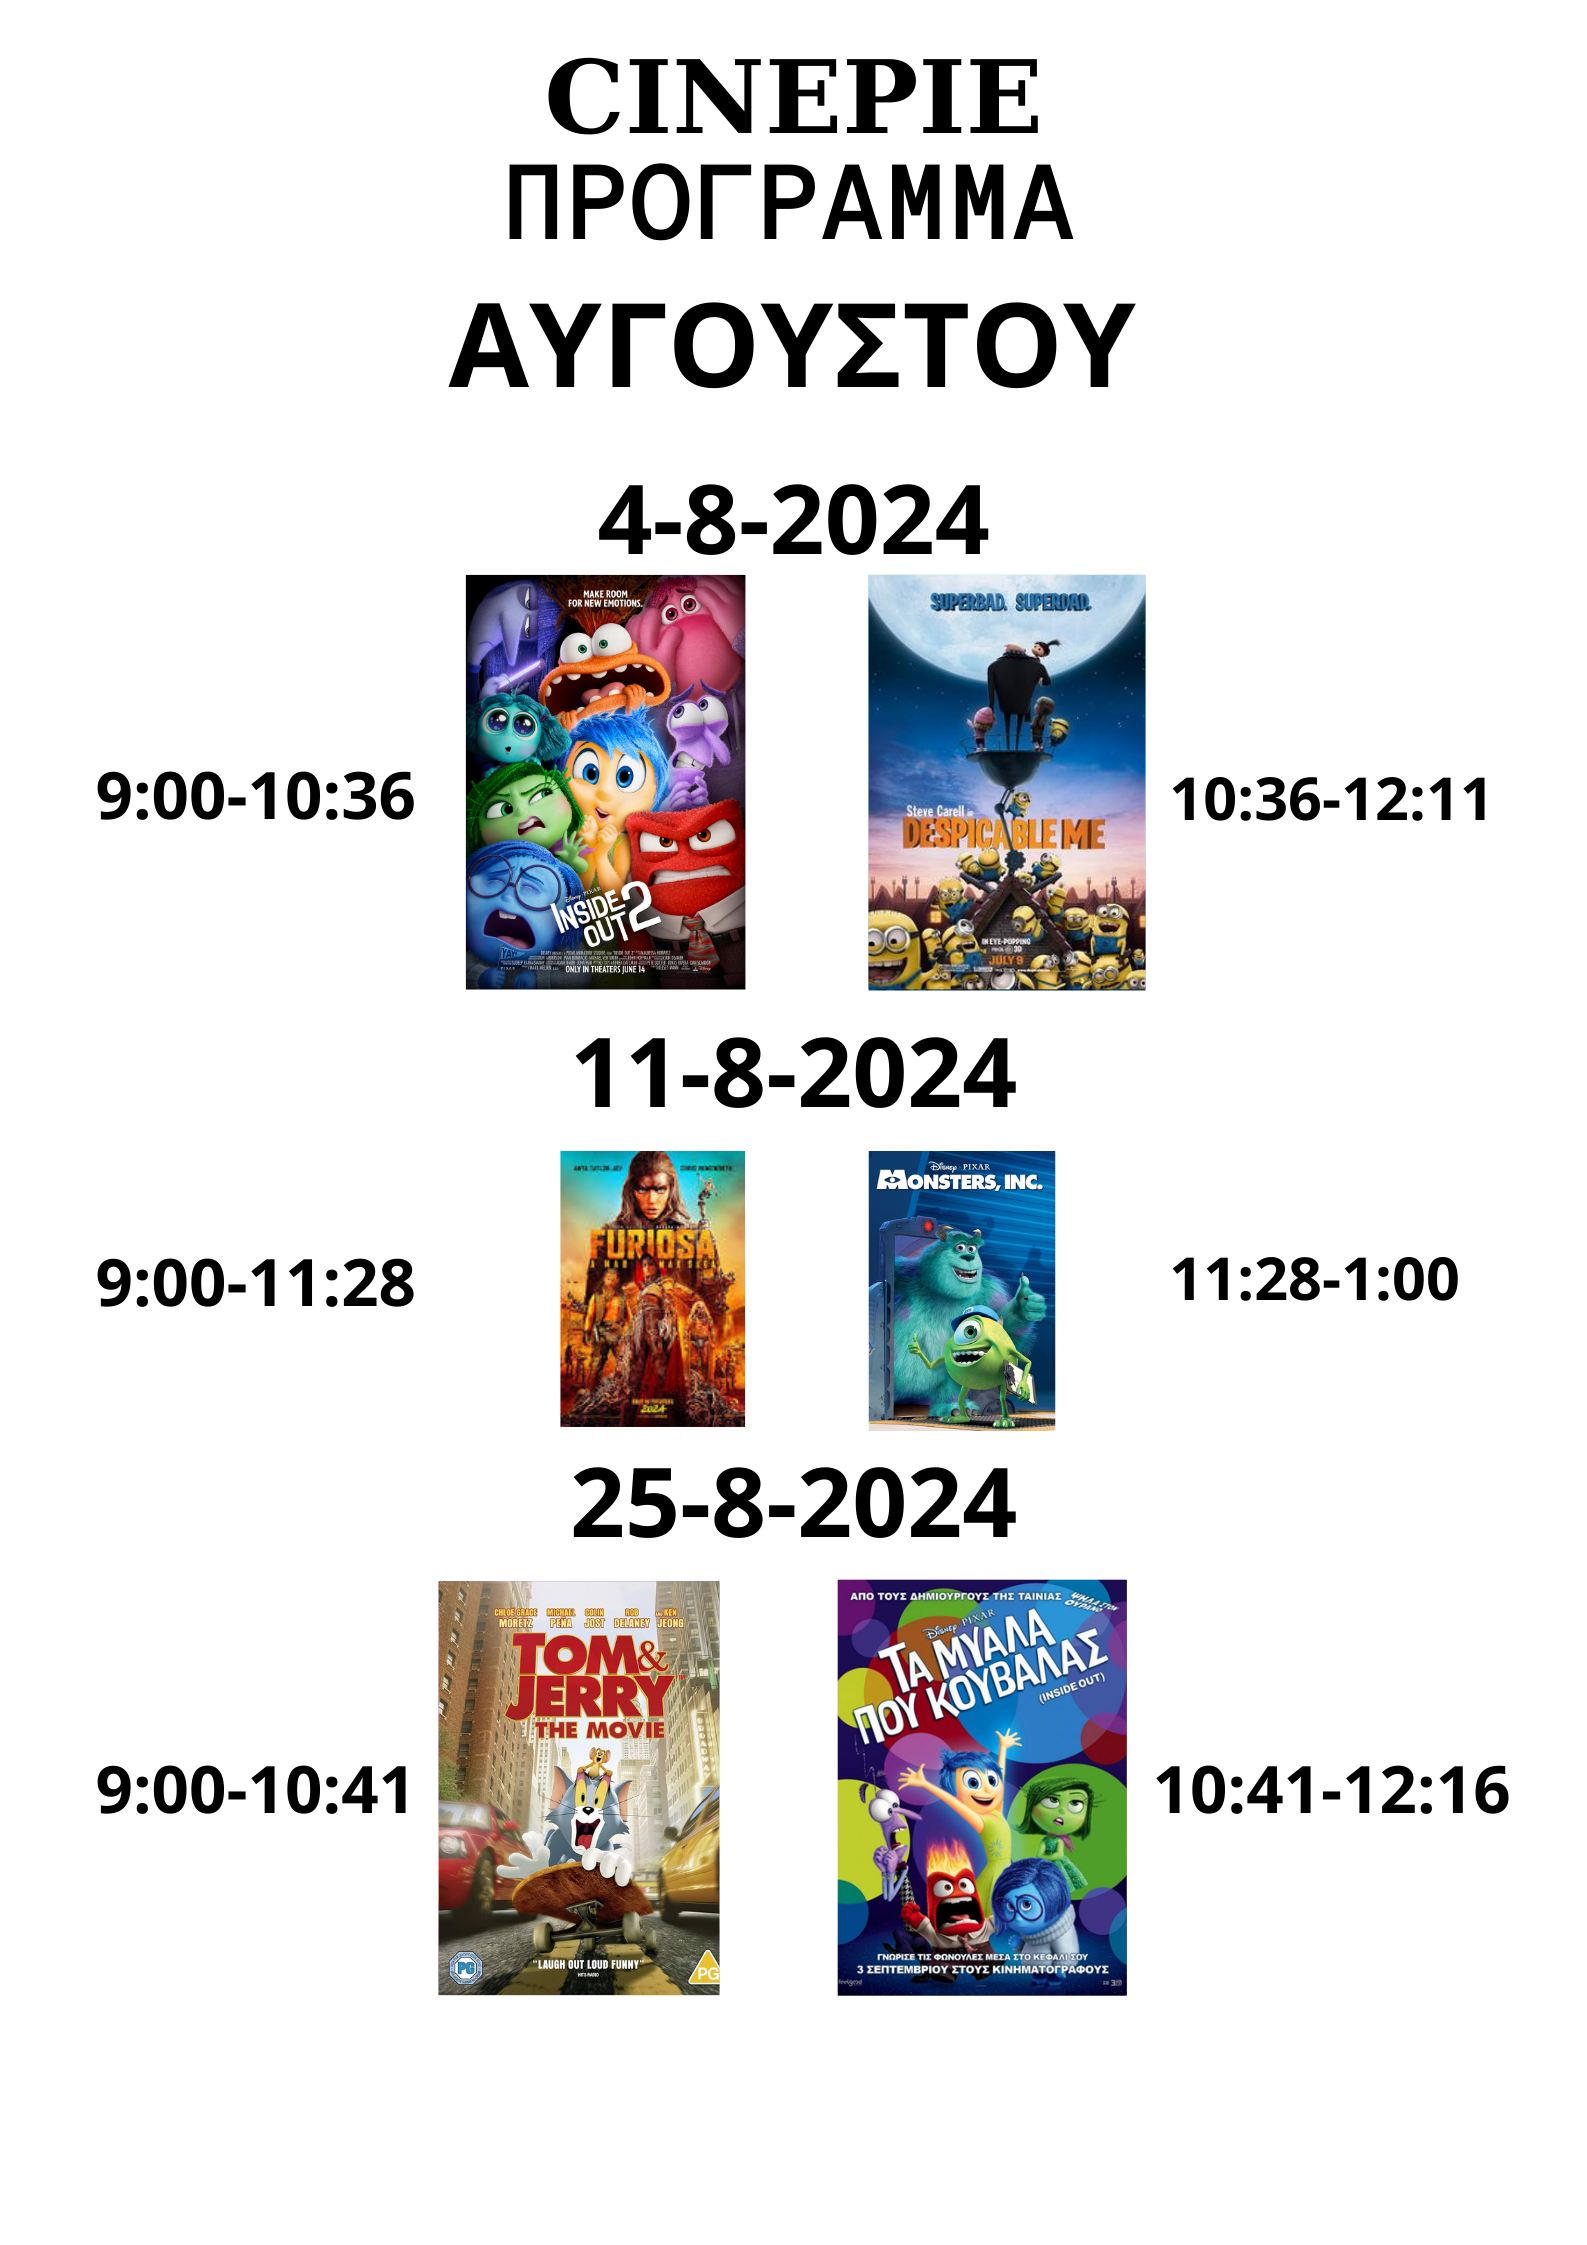 CINEPIE
ΠΡΟΓΡΑΜΜΑ
ΑΥΓΟΥΣΤΟΥ
4-8-2024
MAKE ROOM
FOR NEW EMOTIONS.
Disney PIXAR
INSIDE
OUT 2
ONLY IN THEATERS JUNE 14
9:00-10:36
SUPERBAD. SUPERDAD.
Steve Carell in
DESPICABLE ME
IN EYE-POPPING
3D
JULY 9
10:36-12:11
11-8-2024
9:00-11:28
ANYA TAYLOR-JOY CHRIS HEMSWORTH
FURIOSA
2024
Disney · PIXAR
MONSTERS, INC.
11:28-1:00
25-8-2024
9:00-10:41
CHLOË GRACE MORETZ MICHAEL PEÑA COLIN JOST ROB DELANEY AND KEN JEONG
TOM&
JERRY
THE MOVIE
"LAUGH OUT LOUD FUNNY"
HITS RADIO
PG
PG
ΑΠΟ ΤΟΥΣ ΔΗΜΙΟΥΡΓΟΥΣ ΤΗΣ ΤΑΙΝΙΑΣ ΨΗΛΑ ΣΤΟΝ ΟΥΡΑΝΟ
Disney PIXAR
ΤΑ ΜΥΑΛΑ
ΠΟΥ ΚΟΥΒΑΛΑΣ
(INSIDE OUT)
ΓΝΩΡΙΣΕ ΤΙΣ ΦΩΝΟΥΛΕΣ ΜΕΣΑ ΣΤΟ ΚΕΦΑΛΙ ΣΟΥ
3 ΣΕΠΤΕΜΒΡΙΟΥ ΣΤΟΥΣ ΚΙΝΗΜΑΤΟΓΡΑΦΟΥΣ
feelgood
3D
10:41-12:16